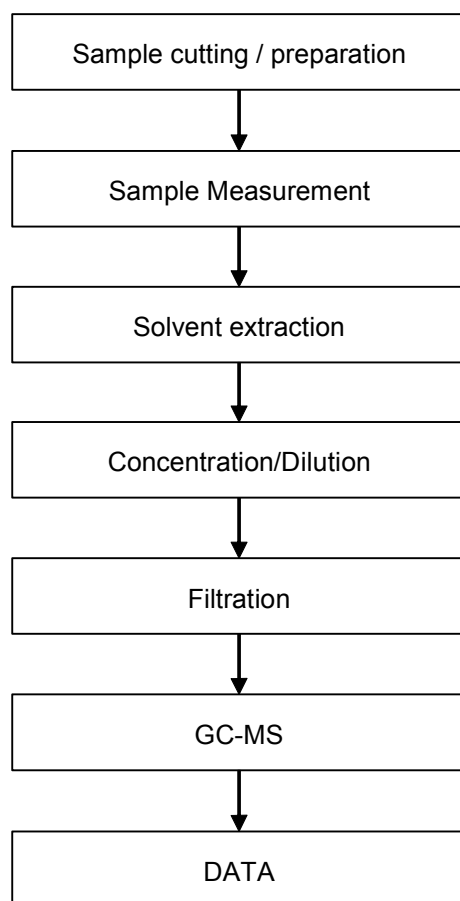 Sample cutting / preparation
Sample Measurement
Solvent extraction
Concentration/Dilution
Filtration
GC-MS
DATA